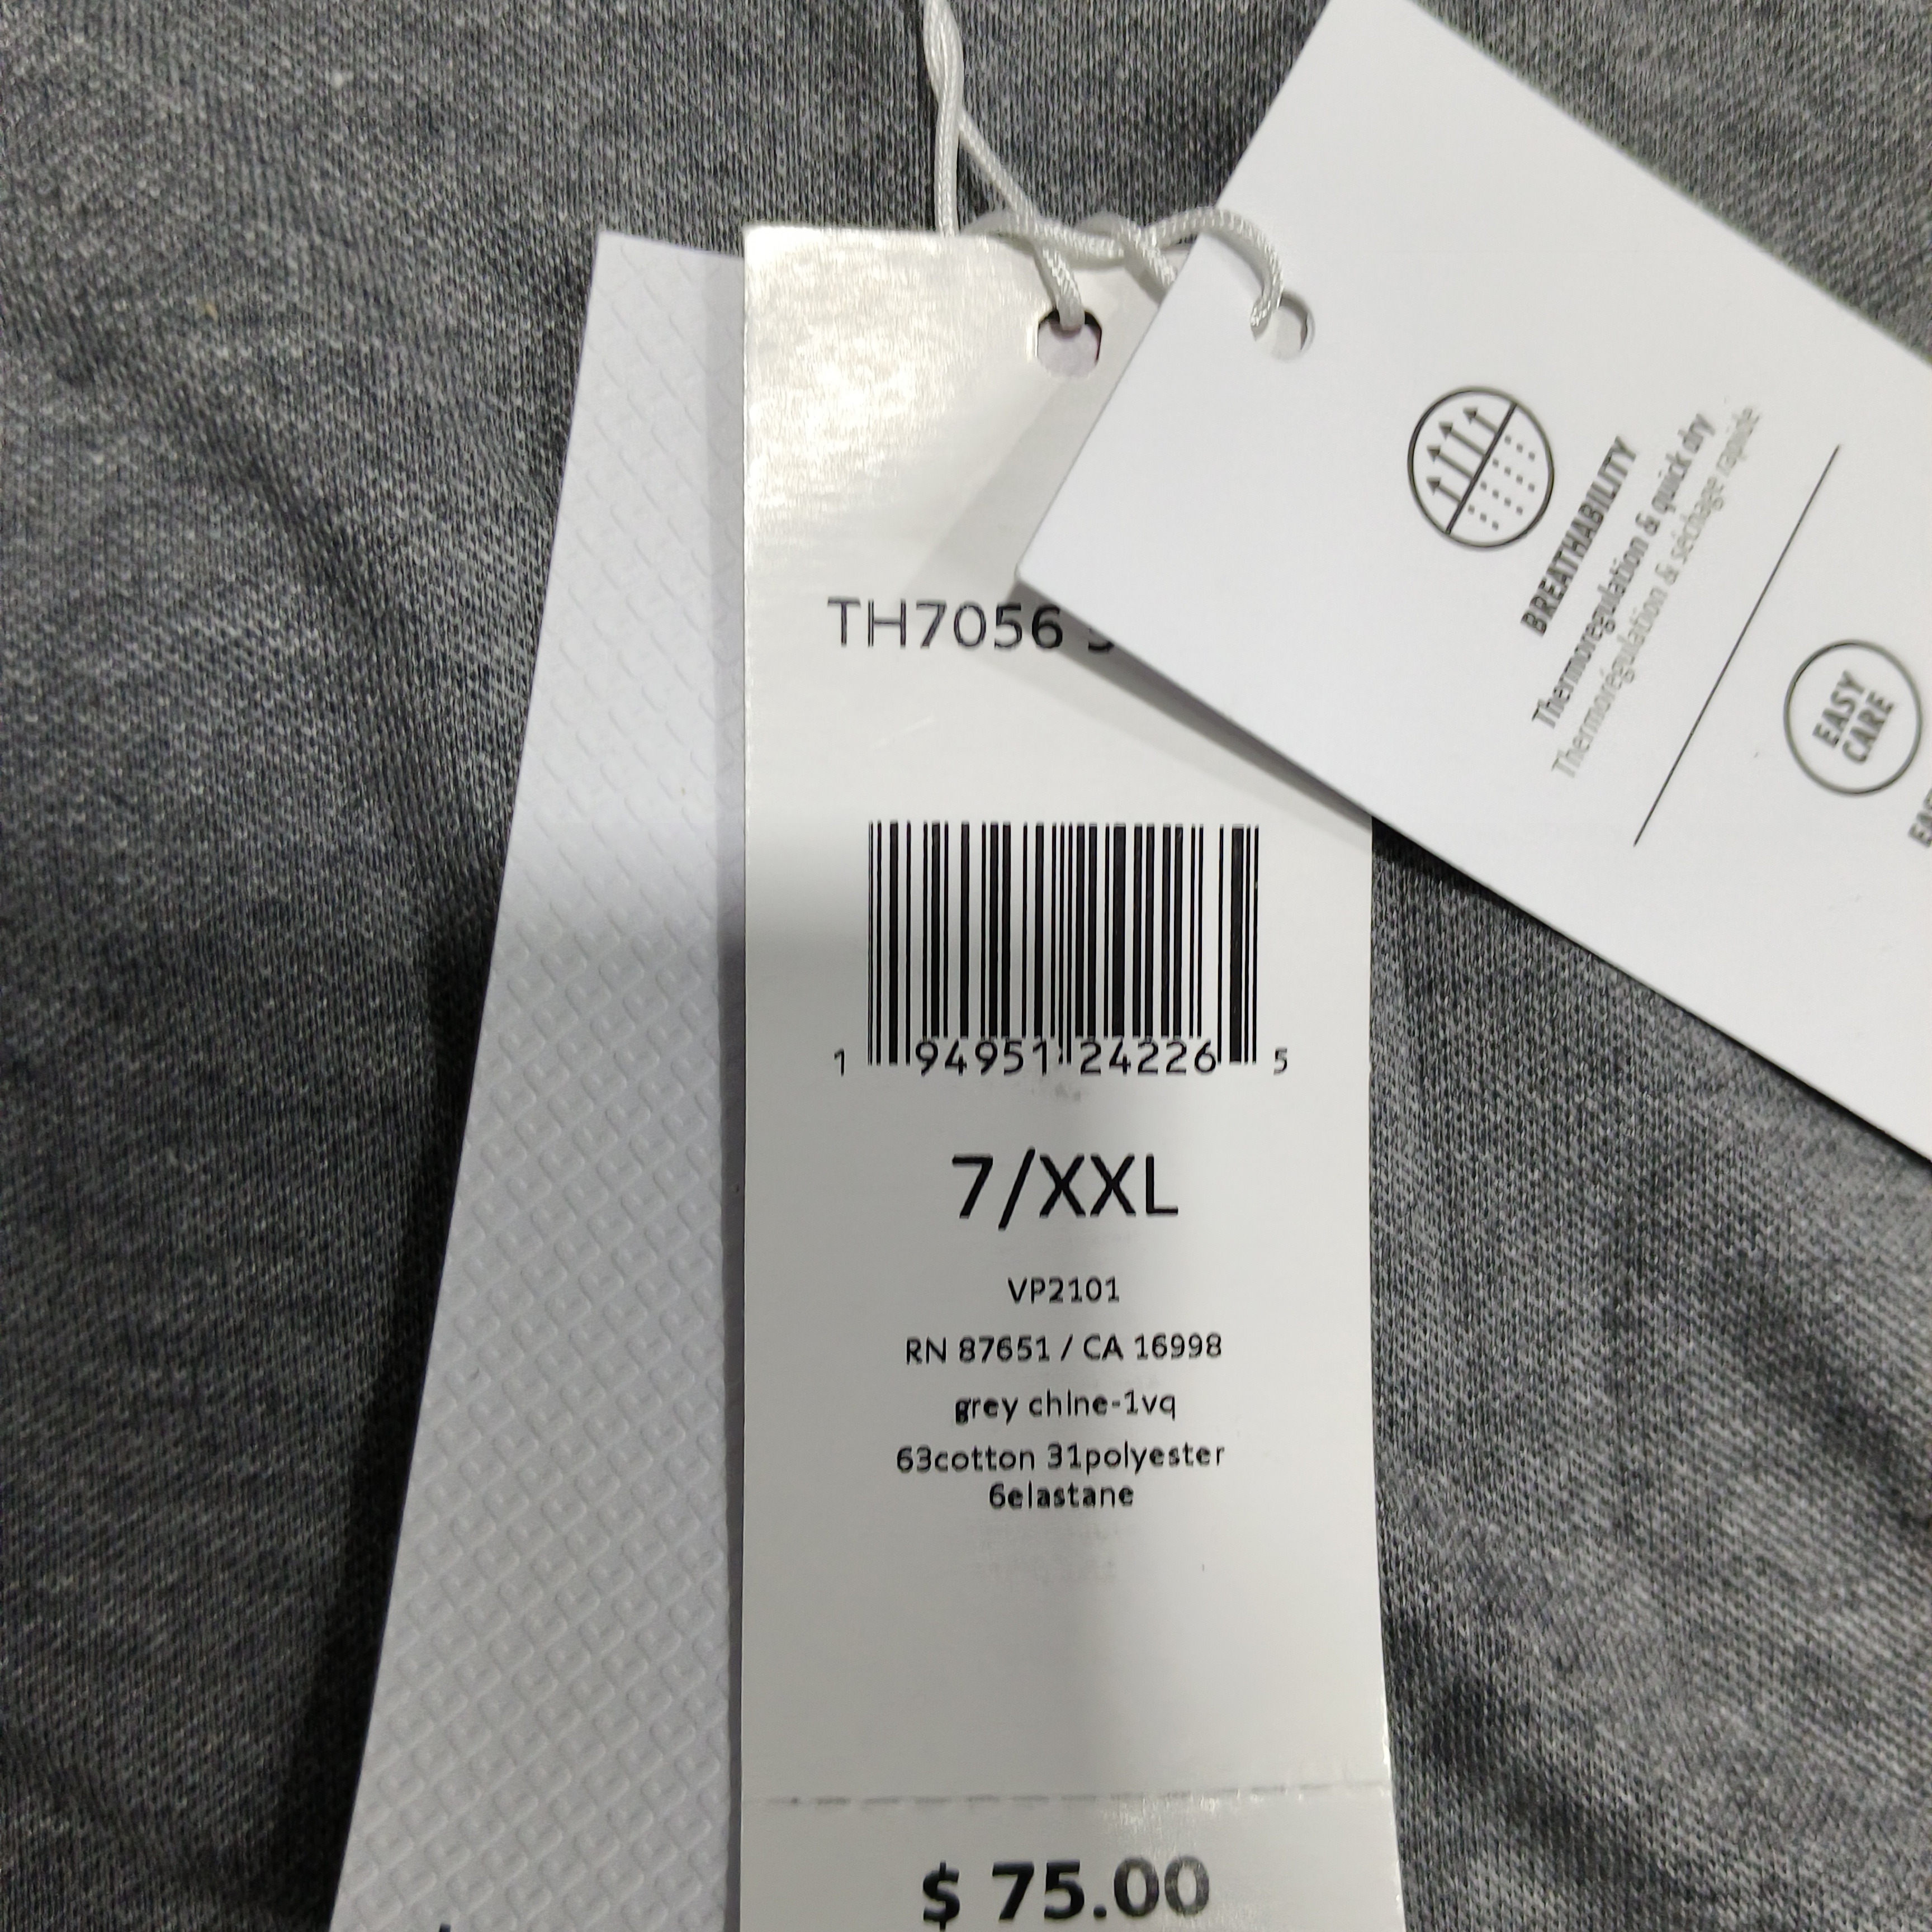 TH7056
1 94951 24226 5
7/XXL
VP2101
RN 87651 / CA 16998
grey chine-1vq
63cotton 31polyester
6elastane
$ 75.00
BREATHABILITY
Thermoregulation & quick dry
Thermorégulation & séchage rapide
EASY
CARE